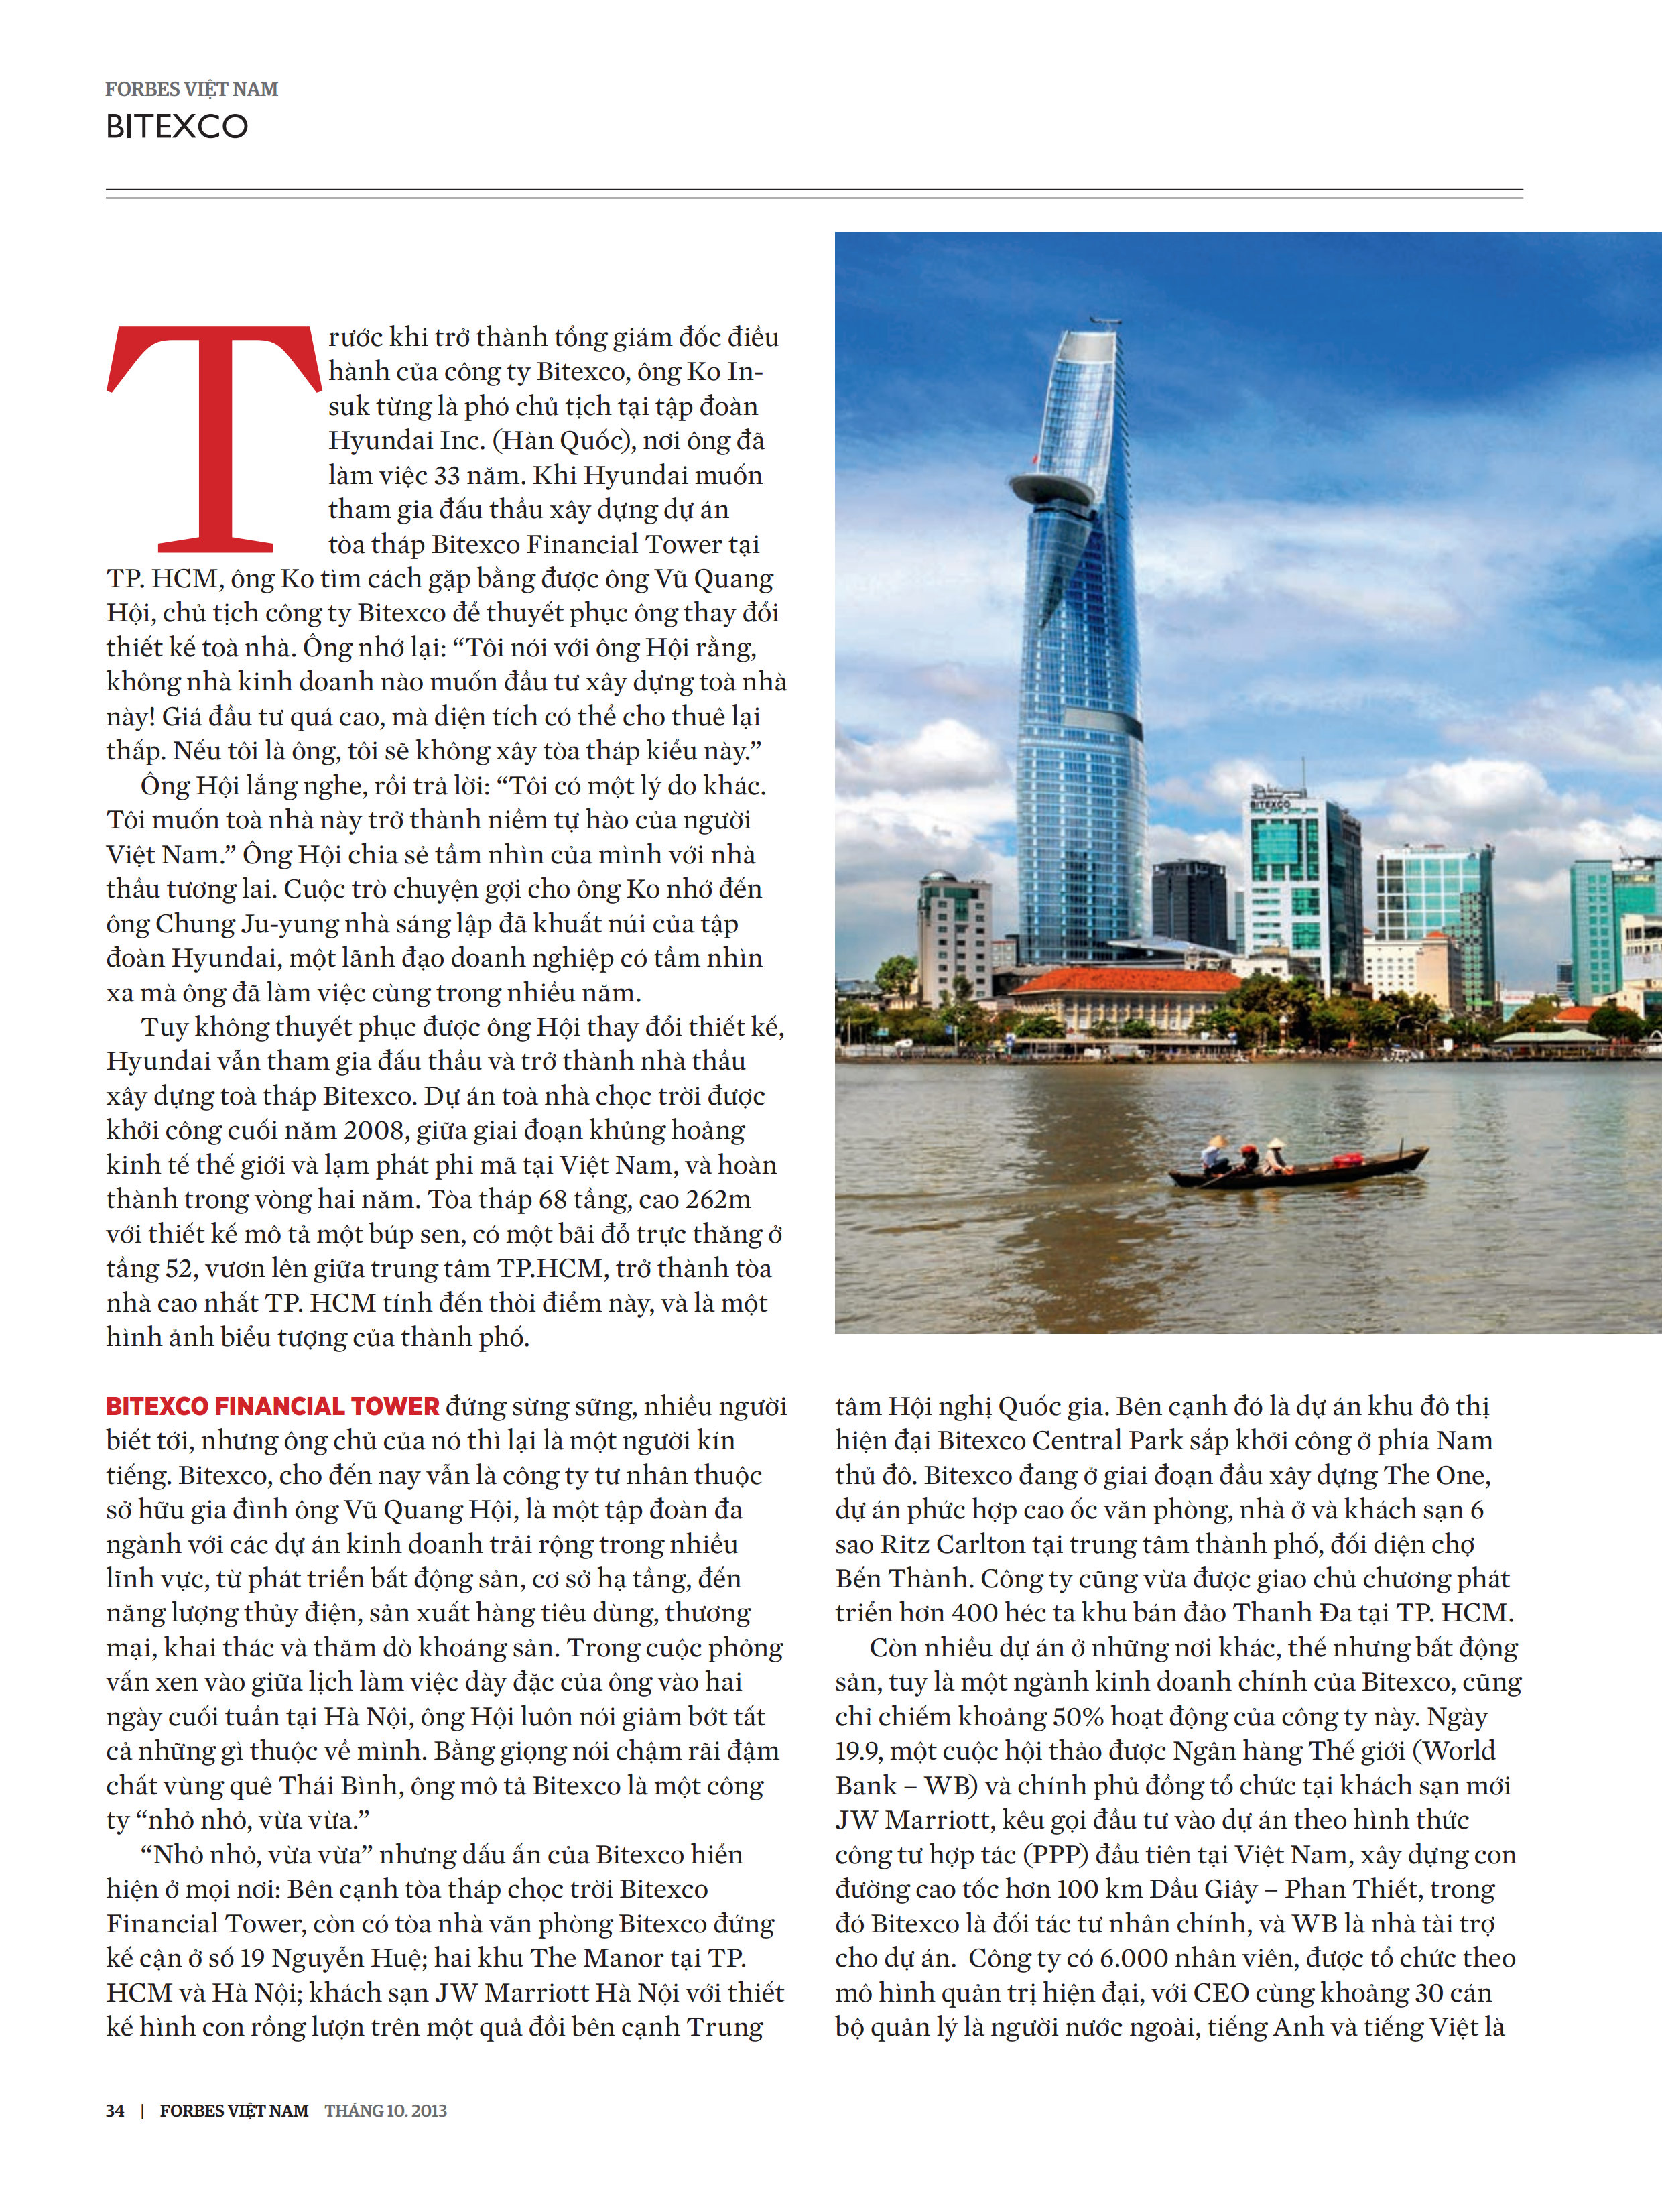 FORBES VIỆT NAM
BITEXCO
Trước khi trở thành tổng giám đốc điều
hành của công ty Bitexco, ông Ko In-
suk từng là phó chủ tịch tại tập đoàn
Hyundai Inc. (Hàn Quốc), nơi ông đã
làm việc 33 năm. Khi Hyundai muốn
tham gia đấu thầu xây dựng dự án
tòa tháp Bitexco Financial Tower tại
TP. HCM, ông Ko tìm cách gặp bằng được ông Vũ Quang
Hội, chủ tịch công ty Bitexco để thuyết phục ông thay đổi
thiết kế toà nhà. Ông nhớ lại: “Tôi nói với ông Hội rằng,
không nhà kinh doanh nào muốn đầu tư xây dựng toà nhà
này! Giá đầu tư quá cao, mà diện tích có thể cho thuê lại
thấp. Nếu tôi là ông, tôi sẽ không xây tòa tháp kiểu này.”
Ông Hội lắng nghe, rồi trả lời: “Tôi có một lý do khác.
Tôi muốn toà nhà này trở thành niềm tự hào của người
Việt Nam.” Ông Hội chia sẻ tầm nhìn của mình với nhà
thầu tương lai. Cuộc trò chuyện gợi cho ông Ko nhớ đến
ông Chung Ju-yung nhà sáng lập đã khuất núi của tập
đoàn Hyundai, một lãnh đạo doanh nghiệp có tầm nhìn
xa mà ông đã làm việc cùng trong nhiều năm.
Tuy không thuyết phục được ông Hội thay đổi thiết kế,
Hyundai vẫn tham gia đấu thầu và trở thành nhà thầu
xây dựng toà tháp Bitexco. Dự án toà nhà chọc trời được
khởi công cuối năm 2008, giữa giai đoạn khủng hoảng
kinh tế thế giới và lạm phát phi mã tại Việt Nam, và hoàn
thành trong vòng hai năm. Tòa tháp 68 tầng, cao 262m
với thiết kế mô tả một búp sen, có một bãi đỗ trực thăng ở
tầng 52, vươn lên giữa trung tâm TP.HCM, trở thành tòa
nhà cao nhất TP. HCM tính đến thời điểm này, và là một
hình ảnh biểu tượng của thành phố.
BITEXCO
BITEXCO FINANCIAL TOWER đứng sừng sững, nhiều người
biết tới, nhưng ông chủ của nó thì lại là một người kín
tiếng. Bitexco, cho đến nay vẫn là công ty tư nhân thuộc
sở hữu gia đình ông Vũ Quang Hội, là một tập đoàn đa
ngành với các dự án kinh doanh trải rộng trong nhiều
lĩnh vực, từ phát triển bất động sản, cơ sở hạ tầng, đến
năng lượng thủy điện, sản xuất hàng tiêu dùng, thương
mại, khai thác và thăm dò khoáng sản. Trong cuộc phỏng
vấn xen vào giữa lịch làm việc dày đặc của ông vào hai
ngày cuối tuần tại Hà Nội, ông Hội luôn nói giảm bớt tất
cả những gì thuộc về mình. Bằng giọng nói chậm rãi đậm
chất vùng quê Thái Bình, ông mô tả Bitexco là một công
ty “nhỏ nhỏ, vừa vừa.”
“Nhỏ nhỏ, vừa vừa” nhưng dấu ấn của Bitexco hiển
hiện ở mọi nơi: Bên cạnh tòa tháp chọc trời Bitexco
Financial Tower, còn có tòa nhà văn phòng Bitexco đứng
kế cận ở số 19 Nguyễn Huệ; hai khu The Manor tại TP.
HCM và Hà Nội; khách sạn JW Marriott Hà Nội với thiết
kế hình con rồng lượn trên một quả đồi bên cạnh Trung
tâm Hội nghị Quốc gia. Bên cạnh đó là dự án khu đô thị
hiện đại Bitexco Central Park sắp khởi công ở phía Nam
thủ đô. Bitexco đang ở giai đoạn đầu xây dựng The One,
dự án phức hợp cao ốc văn phòng, nhà ở và khách sạn 6
sao Ritz Carlton tại trung tâm thành phố, đối diện chợ
Bến Thành. Công ty cũng vừa được giao chủ chương phát
triển hơn 400 héc ta khu bán đảo Thanh Đa tại TP. HCM.
Còn nhiều dự án ở những nơi khác, thế nhưng bất động
sản, tuy là một ngành kinh doanh chính của Bitexco, cũng
chỉ chiếm khoảng 50% hoạt động của công ty này. Ngày
19.9, một cuộc hội thảo được Ngân hàng Thế giới (World
Bank – WB) và chính phủ đồng tổ chức tại khách sạn mới
JW Marriott, kêu gọi đầu tư vào dự án theo hình thức
công tư hợp tác (PPP) đầu tiên tại Việt Nam, xây dựng con
đường cao tốc hơn 100 km Dầu Giây – Phan Thiết, trong
đó Bitexco là đối tác tư nhân chính, và WB là nhà tài trợ
cho dự án. Công ty có 6.000 nhân viên, được tổ chức theo
mô hình quản trị hiện đại, với CEO cùng khoảng 30 cán
bộ quản lý là người nước ngoài, tiếng Anh và tiếng Việt là
34 | FORBES VIỆT NAM THÁNG 10. 2013